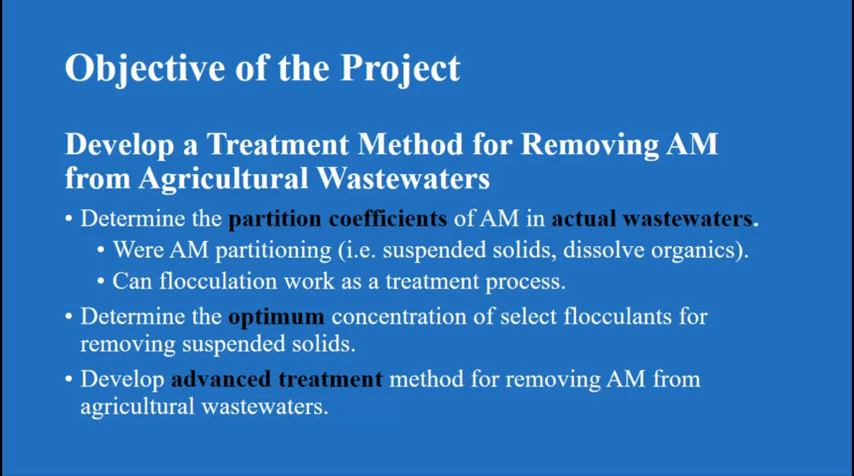 Objective of the Project
Develop a Treatment Method for Removing AM
from Agricultural Wastewaters
• Determine the partition coefficients of AM in actual wastewaters.
• Were AM partitioning (i.e. suspended solids, dissolve organics).
• Can flocculation work as a treatment process.
• Determine the optimum concentration of select flocculants for
removing suspended solids.
• Develop advanced treatment method for removing AM from
agricultural wastewaters.